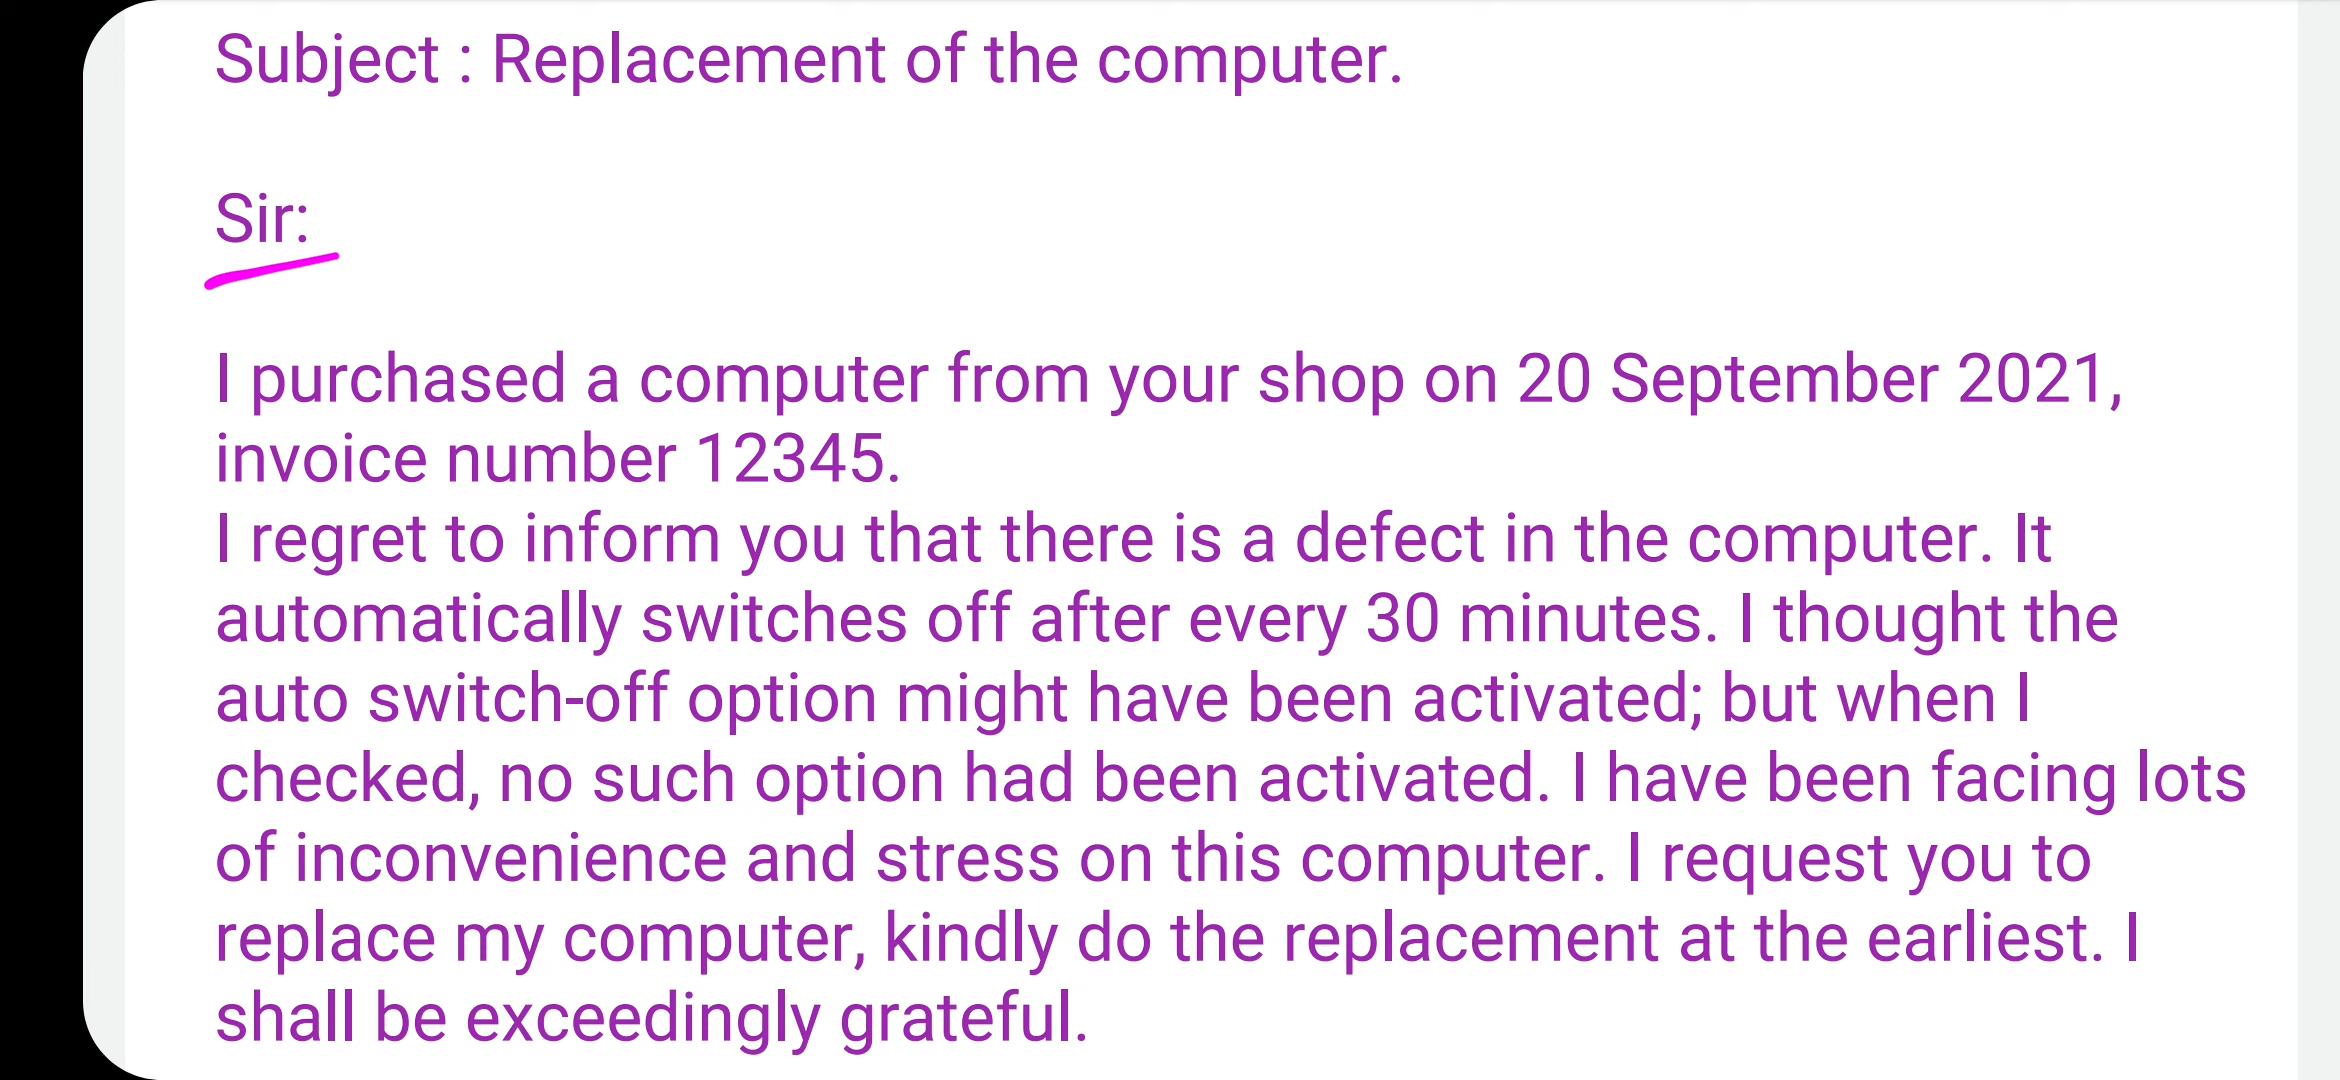 Subject : Replacement of the computer.
Sir:
I purchased a computer from your shop on 20 September 2021,
invoice number 12345.
I regret to inform you that there is a defect in the computer. It
automatically switches off after every 30 minutes. I thought the
auto switch-off option might have been activated; but when I
checked, no such option had been activated. I have been facing lots
of inconvenience and stress on this computer. I request you to
replace my computer, kindly do the replacement at the earliest. I
shall be exceedingly grateful.